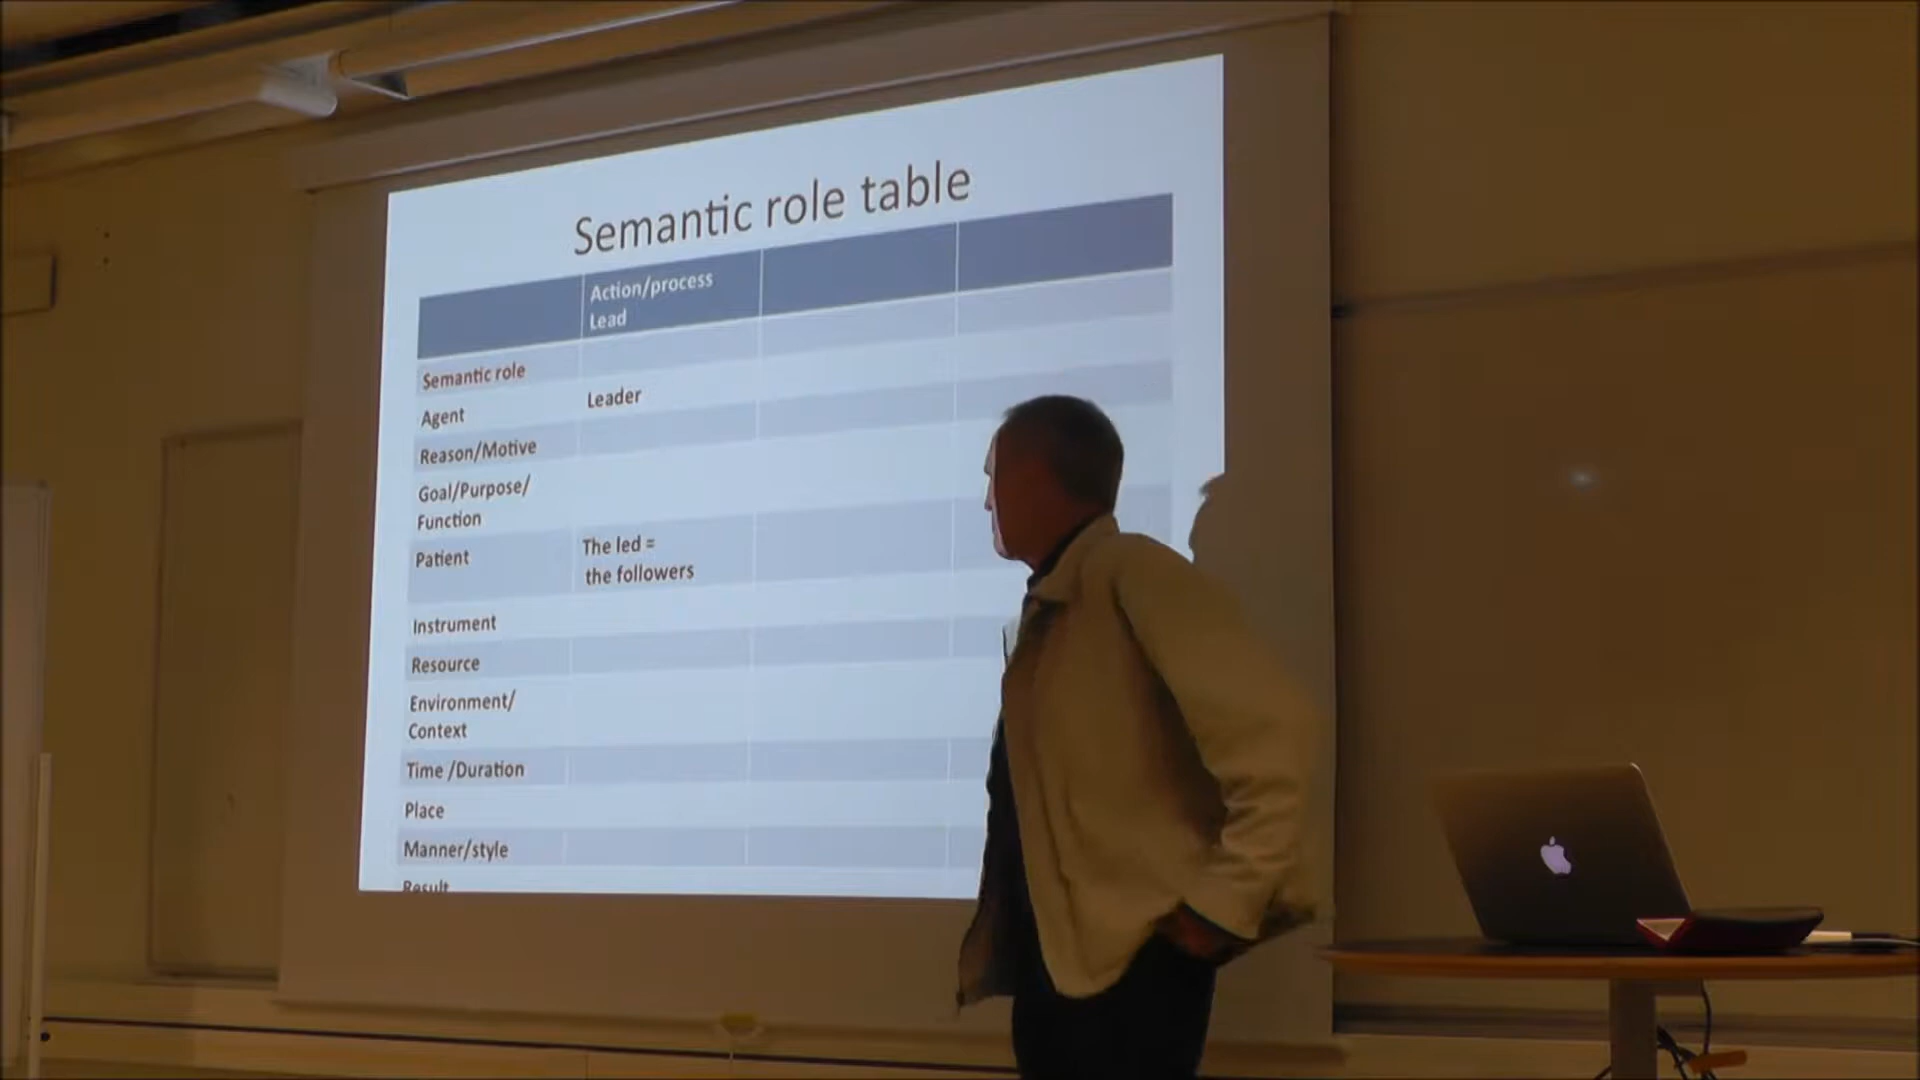 Semantic role table
Action/process
Lead
Semantic role
Agent
Leader
Reason/Motive
Goal/Purpose/
Function
Patient
The led =
the followers
Instrument
Resource
Environment/
Context
Time /Duration
Place
Manner/style
Result